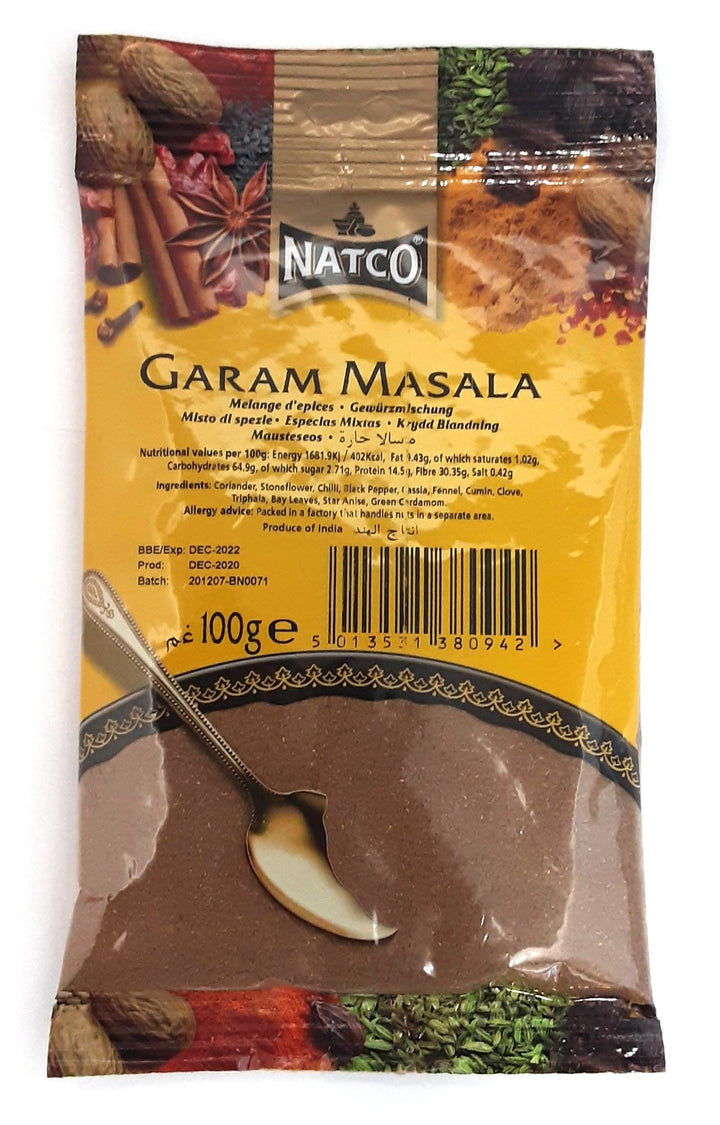 NATCO®
GARAM MASALA
Melange d'epices • Gewürzmischung
Misto di spezie • Especias Mixtas • Krydd Blandning
Mausteseos • مسالا حارة
Nutritional values per 100g: Energy 1681.9KJ / 402Kcal, Fat 9.43g, of which saturates 1.02g,
Carbohydrates 64.9g, of which sugar 2.71g, Protein 14.5g, Fibre 30.35g, Salt 0.42g
Ingredients: Coriander, Stoneflower, Chilli, Black Pepper, Cassia, Fennel, Cumin, Clove,
Triphala, Bay Leaves, Star Anise, Green Cardamom.
Allergy advice: Packed in a factory that handles nuts in a separate area.
Produce of India انتاج الهند
BBE/Exp: DEC-2022
Prod: DEC-2020
Batch: 201207-BN0071
غم 100g e
5 013531 380942 >